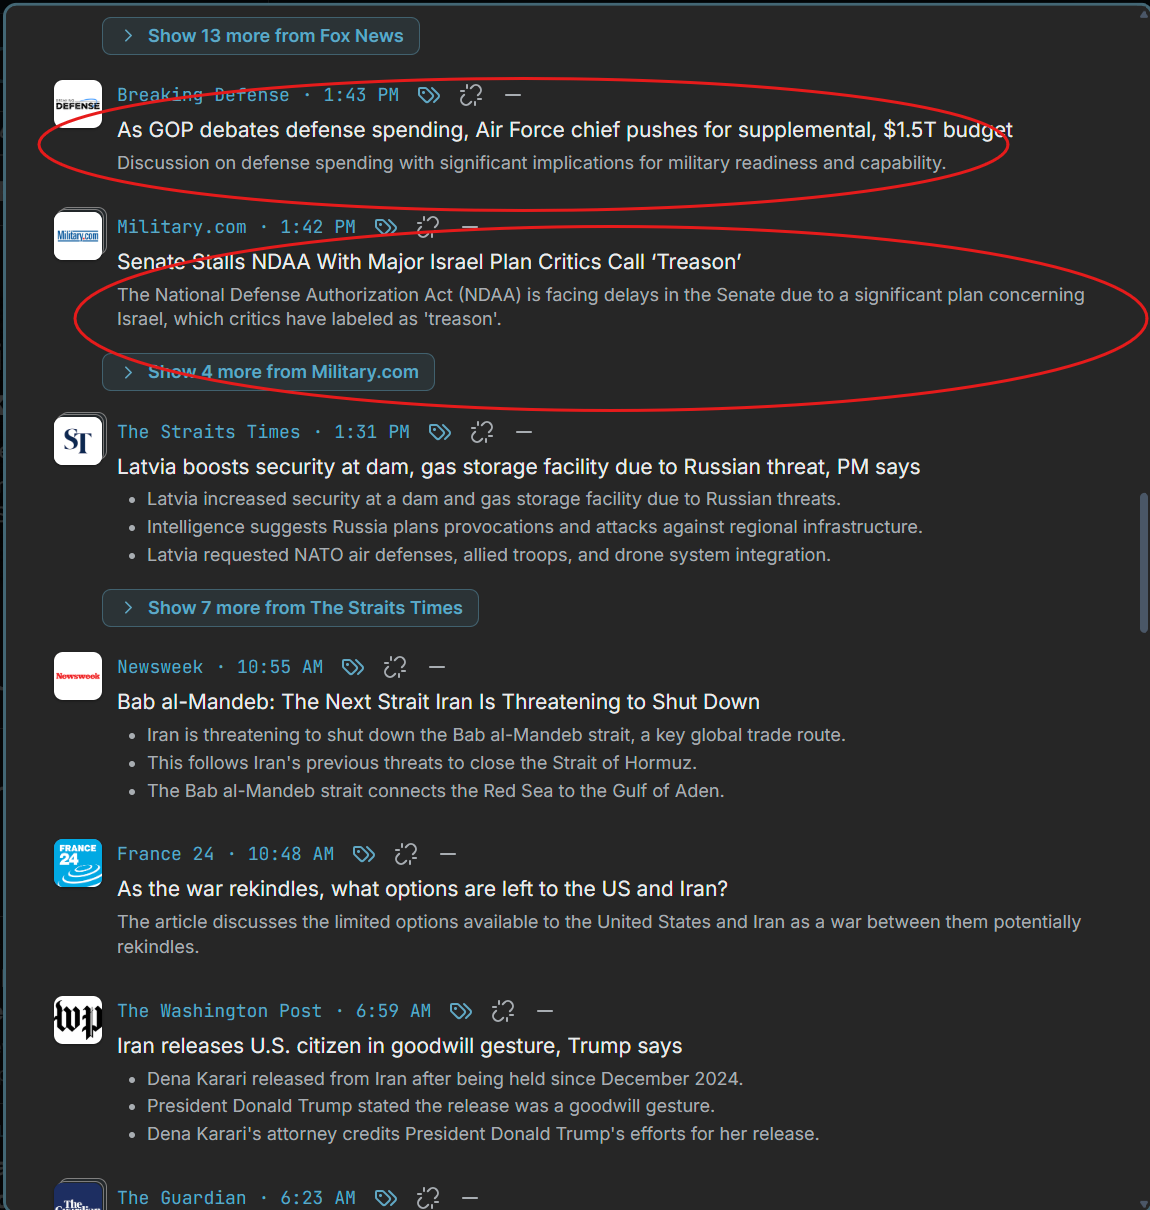 Show 13 more from Fox News
BREAKING DEFENSE
Breaking Defense · 1:43 PM
As GOP debates defense spending, Air Force chief pushes for supplemental, $1.5T budget
Discussion on defense spending with significant implications for military readiness and capability.
Military.com
Military.com · 1:42 PM
Senate Stalls NDAA With Major Israel Plan Critics Call ‘Treason’
The National Defense Authorization Act (NDAA) is facing delays in the Senate due to a significant plan concerning
Israel, which critics have labeled as 'treason'.
Show 4 more from Military.com
ST
The Straits Times · 1:31 PM
Latvia boosts security at dam, gas storage facility due to Russian threat, PM says
• Latvia increased security at a dam and gas storage facility due to Russian threats.
• Intelligence suggests Russia plans provocations and attacks against regional infrastructure.
• Latvia requested NATO air defenses, allied troops, and drone system integration.
Show 7 more from The Straits Times
Newsweek
Newsweek · 10:55 AM
Bab al-Mandeb: The Next Strait Iran Is Threatening to Shut Down
• Iran is threatening to shut down the Bab al-Mandeb strait, a key global trade route.
• This follows Iran's previous threats to close the Strait of Hormuz.
• The Bab al-Mandeb strait connects the Red Sea to the Gulf of Aden.
FRANCE
24
France 24 · 10:48 AM
As the war rekindles, what options are left to the US and Iran?
The article discusses the limited options available to the United States and Iran as a war between them potentially
rekindles.
wp
The Washington Post · 6:59 AM
Iran releases U.S. citizen in goodwill gesture, Trump says
• Dena Karari released from Iran after being held since December 2024.
• President Donald Trump stated the release was a goodwill gesture.
• Dena Karari's attorney credits President Donald Trump's efforts for her release.
The
Guardian
The Guardian · 6:23 AM